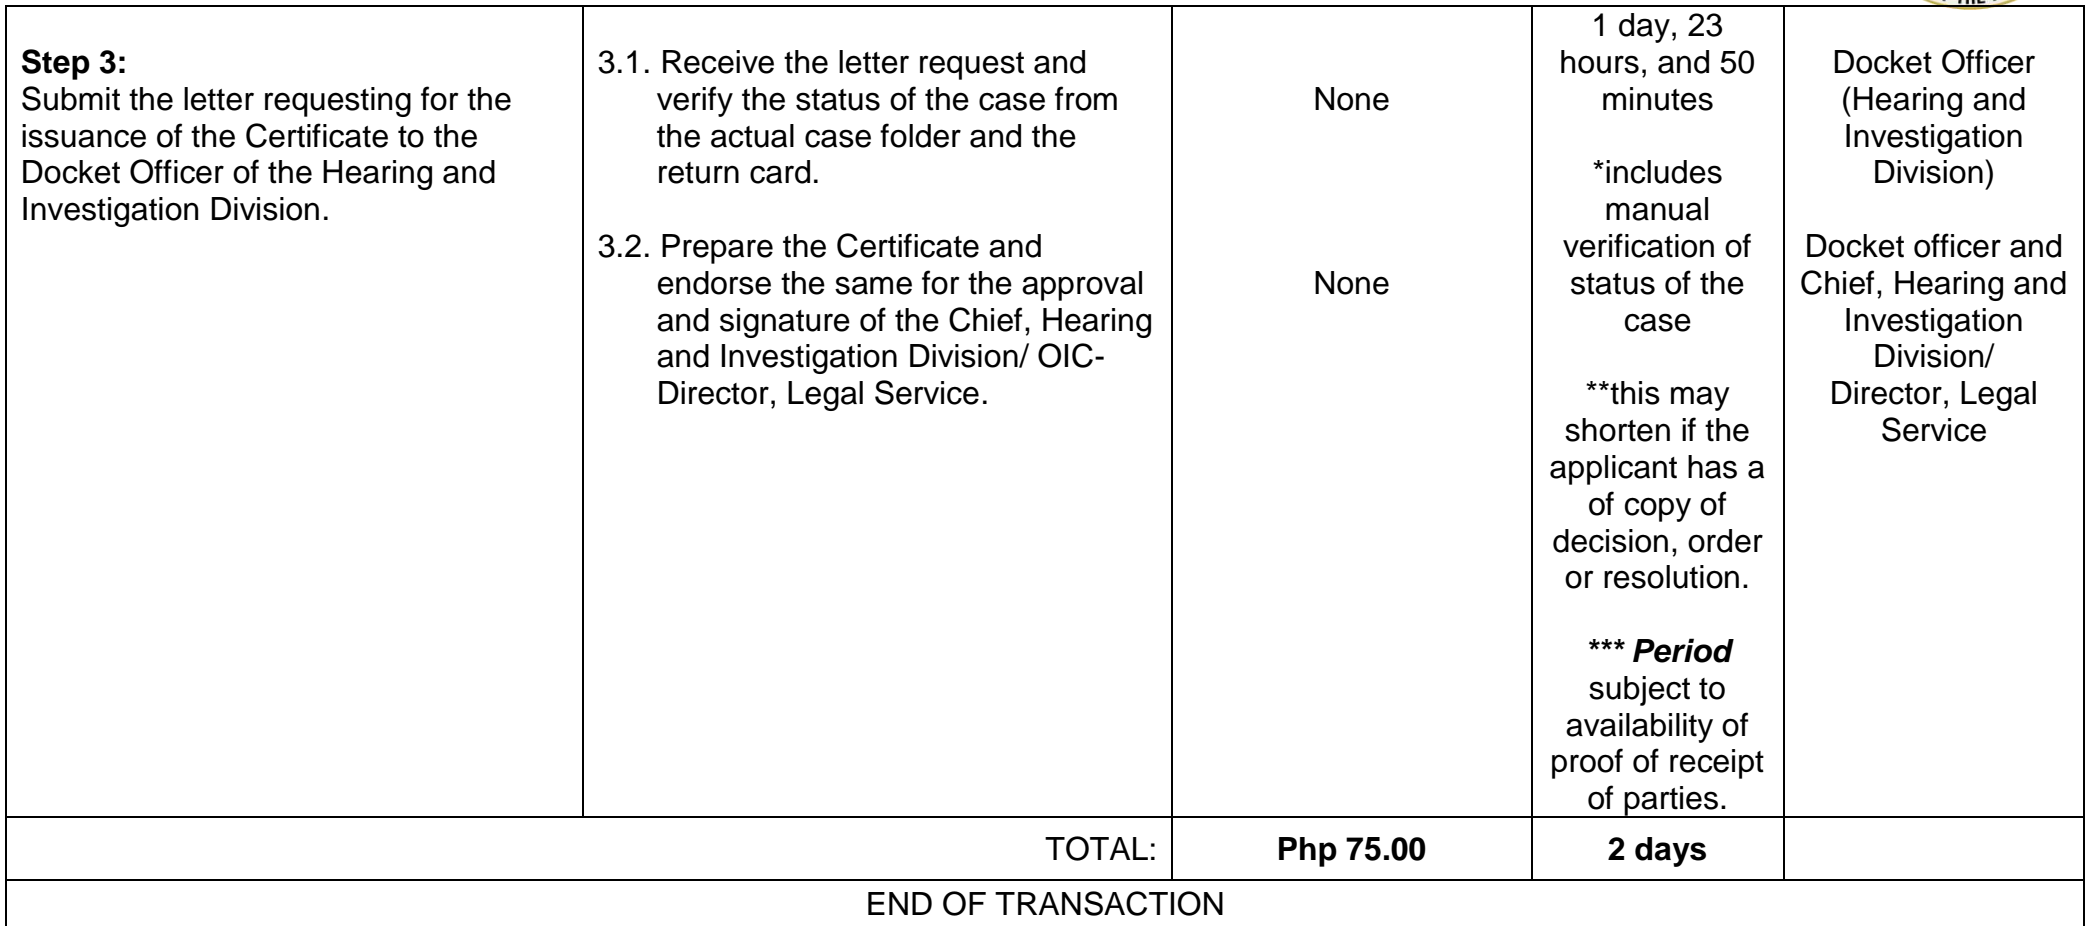 THE
Step 3:
Submit the letter requesting for the
issuance of the Certificate to the
Docket Officer of the Hearing and
Investigation Division.
3.1. Receive the letter request and
verify the status of the case from
the actual case folder and the
return card.
3.2. Prepare the Certificate and
endorse the same for the approval
and signature of the Chief, Hearing
and Investigation Division/ OIC-
Director, Legal Service.
None
None
1 day, 23
hours, and 50
minutes
*includes
manual
verification of
status of the
case
**this may
shorten if the
applicant has a
of copy of
decision, order
or resolution.
*** Period
subject to
availability of
proof of receipt
of parties.
Docket Officer
(Hearing and
Investigation
Division)
Docket officer and
Chief, Hearing and
Investigation
Division/
Director, Legal
Service
TOTAL:
Php 75.00
2 days
END OF TRANSACTION